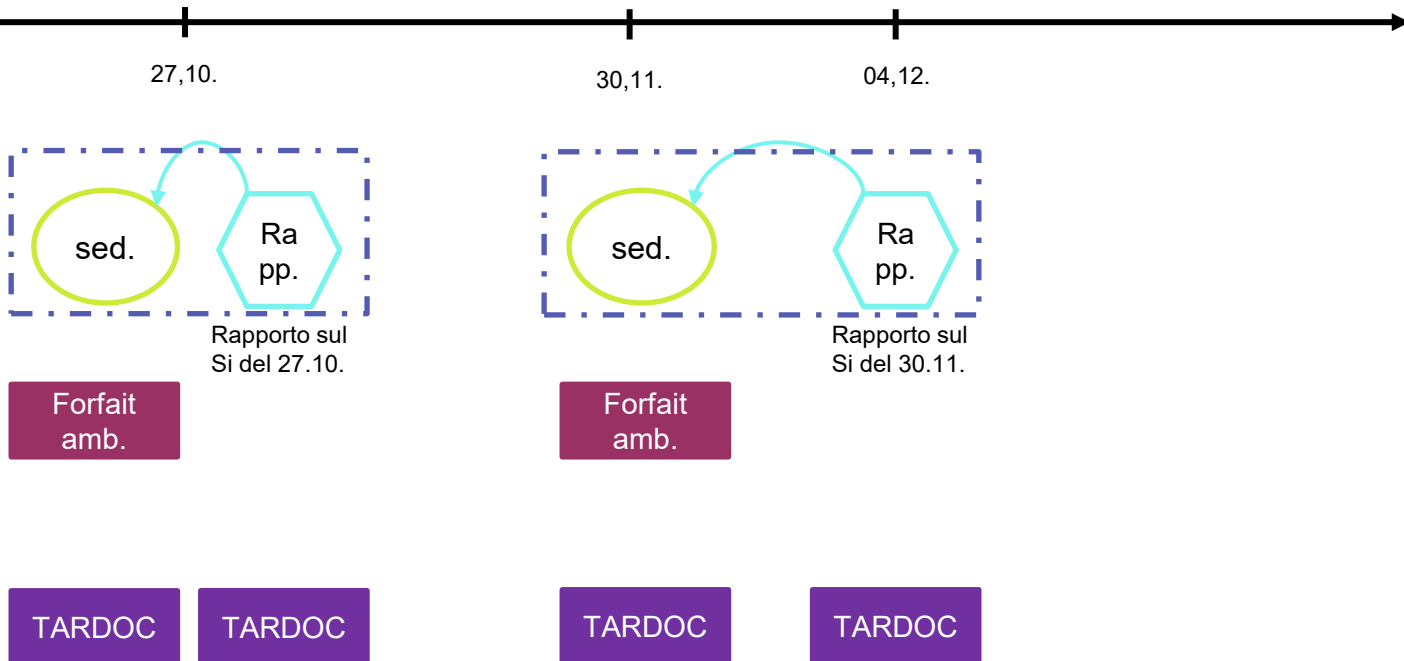 27,10.
30,11.
04,12.
sed.
Ra
pp.
sed.
Ra
pp.
Rapporto sul
Si del 27.10.
Rapporto sul
Si del 30.11.
Forfait
amb.
Forfait
amb.
TARDOC
TARDOC
TARDOC
TARDOC